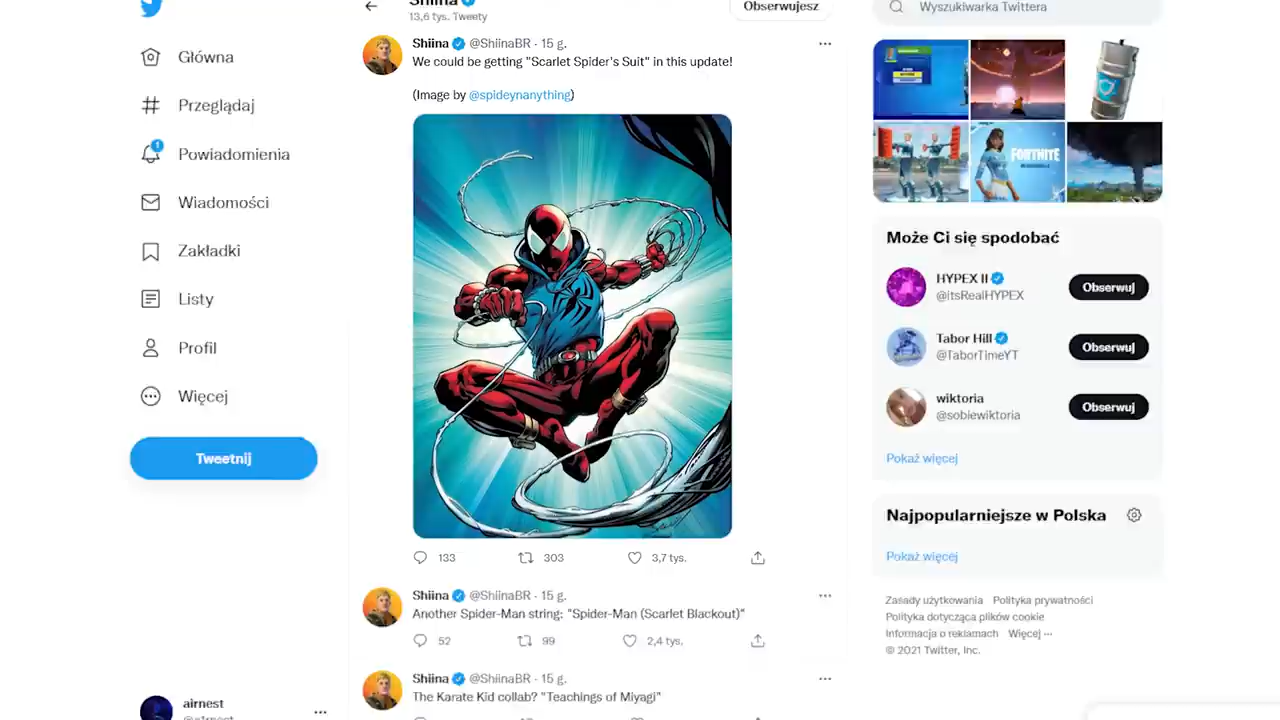 Shiina
13,6 tys. Tweety
Obserwujesz
Wyszukiwarka Twittera
Główna
Przeglądaj
1
Powiadomienia
Wiadomości
Zakładki
Listy
Profil
Więcej
Tweetnij
airnest
Shiina @ShiinaBR · 15 g.
We could be getting "Scarlet Spider's Suit" in this update!
(Image by @spideynanything)
133 303 3,7 tys.
Shiina @ShiinaBR · 15 g.
Another Spider-Man string: "Spider-Man (Scarlet Blackout)"
52 99 2,4 tys.
Shiina @ShiinaBR · 15 g.
The Karate Kid collab? "Teachings of Miyagi"
FORTNITE
Może Ci się spodobać
HYPEX II
@itsRealHYPEX
Obserwuj
Tabor Hill
@TaborTimeYT
Obserwuj
wiktoria
@sobiewiktoria
Obserwuj
Pokaż więcej
Najpopularniejsze w Polska
Pokaż więcej
Zasady użytkowania Polityka prywatności
Polityka dotycząca plików cookie
Informacja o reklamach Więcej ···
© 2021 Twitter, Inc.